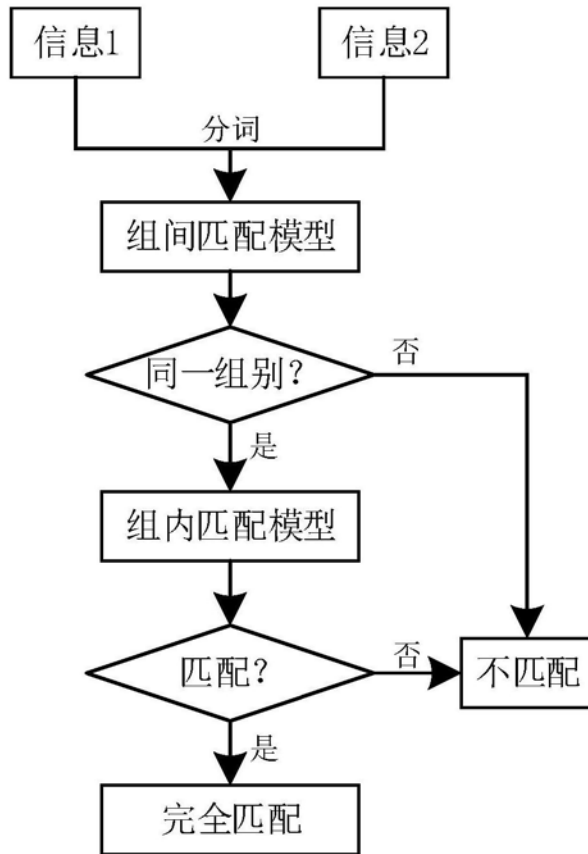 信息1
信息2
分词
组间匹配模型
同一组别？
否
是
组内匹配模型
匹配？
否
不匹配
是
完全匹配